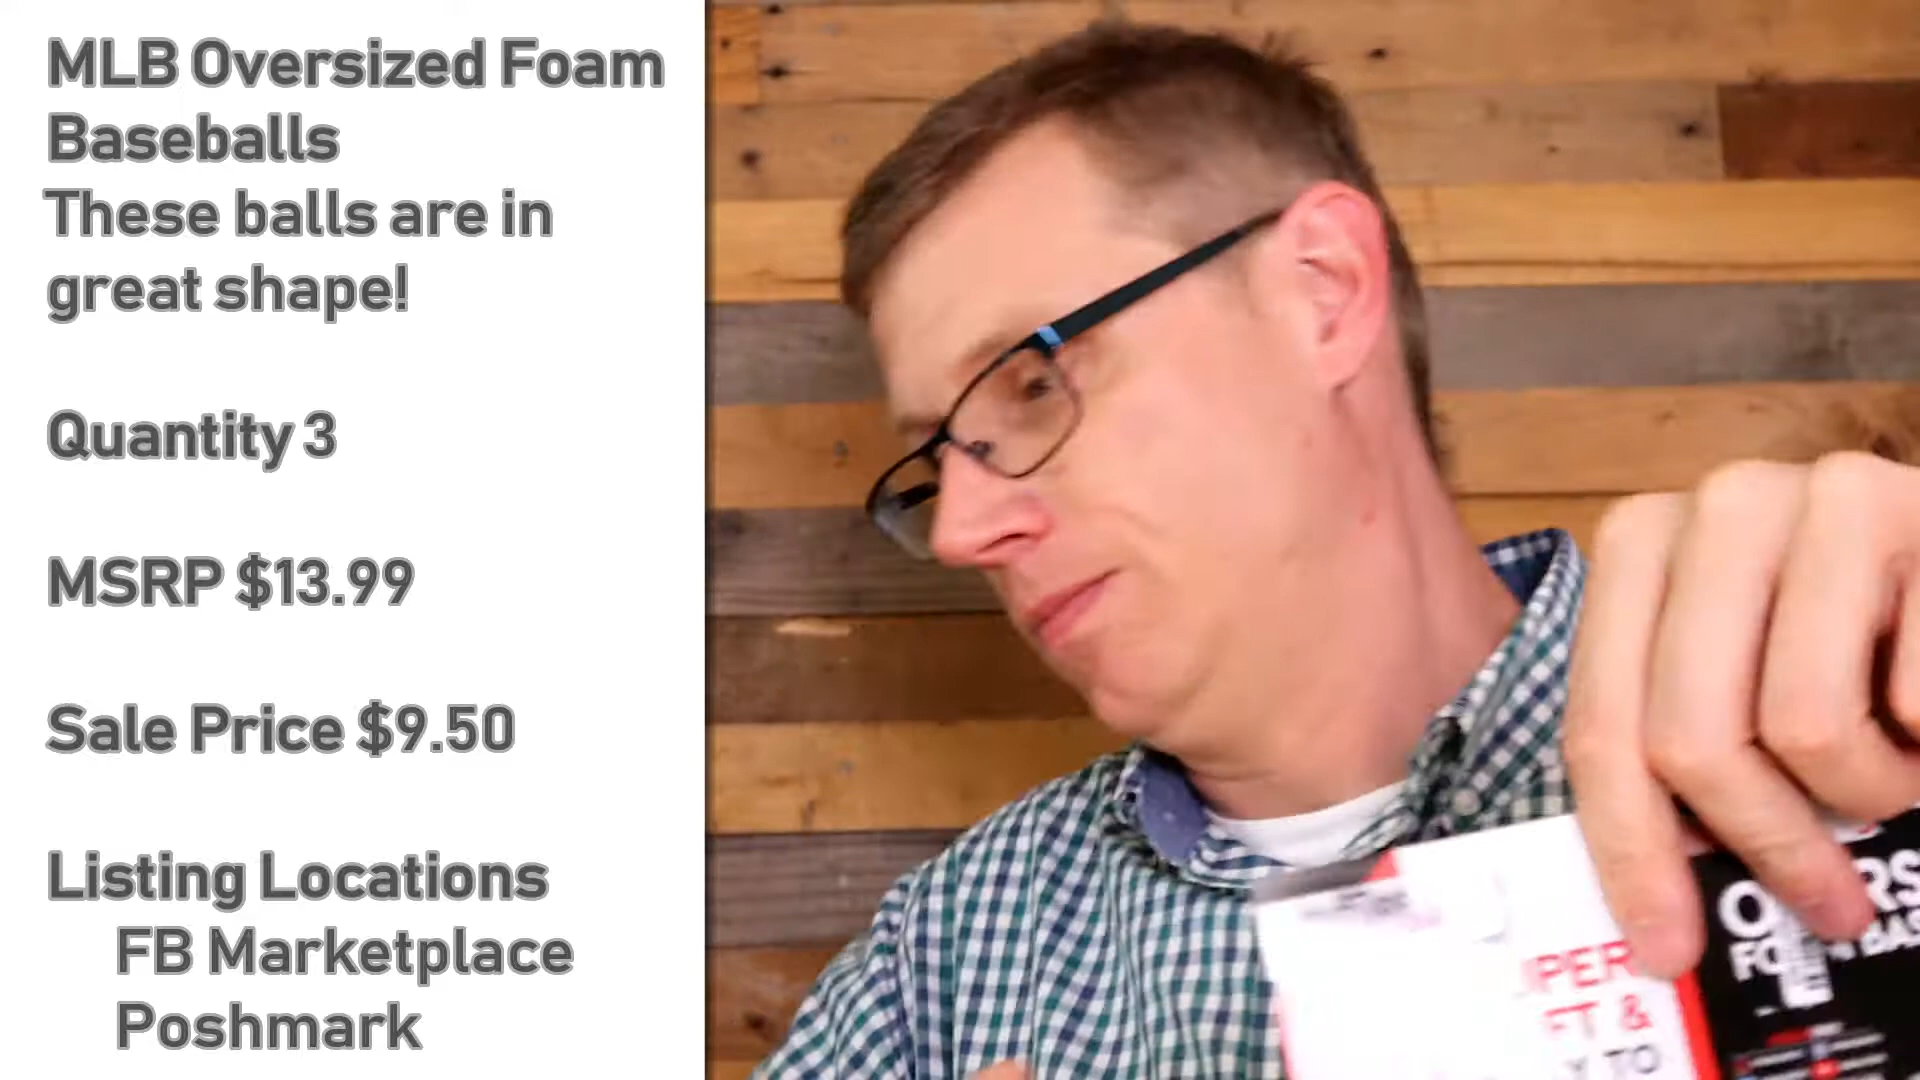 MLB Oversized Foam
Baseballs
These balls are in
great shape!
Quantity 3
MSRP $13.99
Sale Price $9.50
Listing Locations
FB Marketplace
Poshmark
&
TO